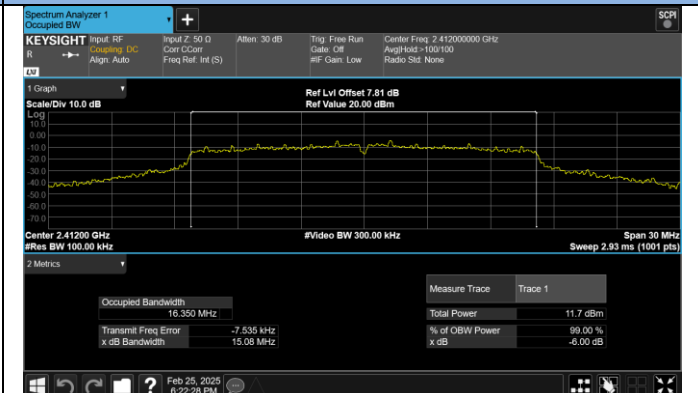 Spectrum Analyzer 1
Occupied BW
+
SCPI
KEYSIGHT Input: RF Input Z: 50 Ω Atten: 30 dB Trig: Free Run Center Freq: 2.412000000 GHz
R Coupling: DC Corr CCorr Gate: Off Avg|Hold:>100/100
Align: Auto Freq Ref: Int (S) #IF Gain: Low Radio Std: None
LXI
1 Graph
Ref Lvl Offset 7.81 dB
Scale/Div 10.0 dB Ref Value 20.00 dBm
Log
10.0
0.00
-10.0
-20.0
-30.0
-40.0
-50.0
-60.0
-70.0
Center 2.41200 GHz #Video BW 300.00 kHz Span 30 MHz
#Res BW 100.00 kHz Sweep 2.93 ms (1001 pts)
2 Metrics
Measure Trace Trace 1
Occupied Bandwidth
16.350 MHz Total Power 11.7 dBm
Transmit Freq Error -7.535 kHz % of OBW Power 99.00 %
x dB Bandwidth 15.08 MHz x dB -6.00 dB
? Feb 25, 2025
6:22:28 PM